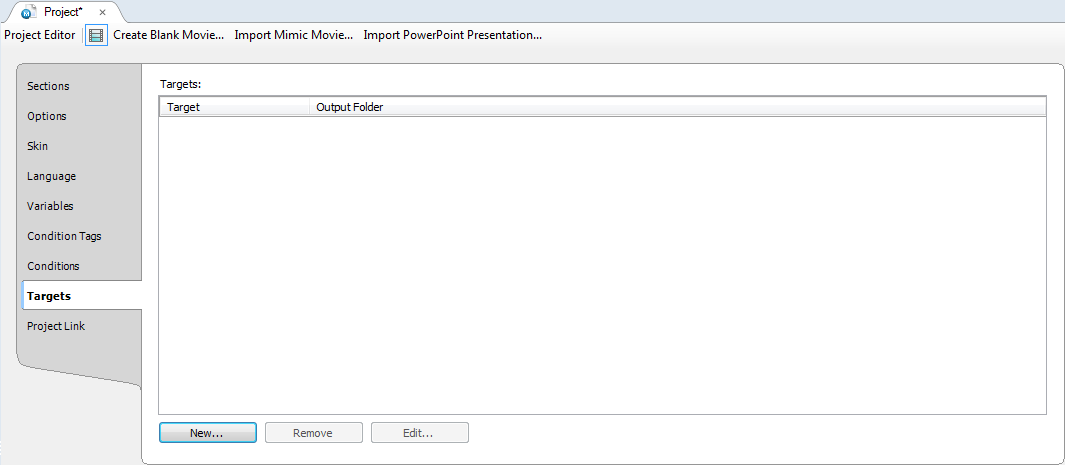 Project*
Project Editor Create Blank Movie... Import Mimic Movie... Import PowerPoint Presentation...
Sections
Options
Skin
Language
Variables
Condition Tags
Conditions
Targets
Project Link
Targets:
Target Output Folder
New... Remove Edit...